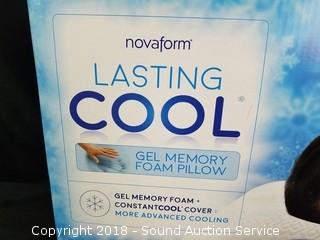 novaform®
LASTING
COOL®
GEL MEMORY
FOAM PILLOW
GEL MEMORY FOAM +
CONSTANTCOOL® COVER =
MORE ADVANCED COOLING
Copyright 2018 - Sound Auction Service